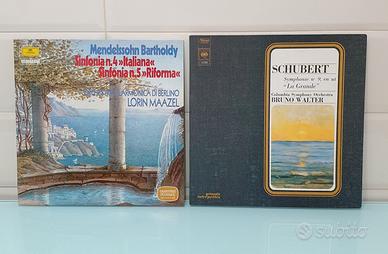 Mendelssohn Bartholdy
Sinfonia n.4 »Italiana«
Sinfonia n.5 »Riforma«
ORCHESTRA FILARMONICA DI BERLINO
LORIN MAAZEL
SCHUBERT
Symphonie nº 9, en ut
"La Grande"
Columbia Symphony Orchestra
BRUNO WALTER
subito